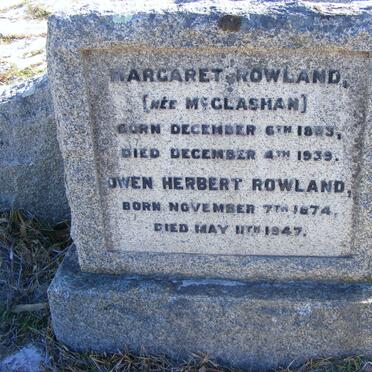 MARGARET ROWLAND,
(NÉE McGLASHAN)
BORN DECEMBER 6TH
DIED DECEMBER 4TH 1939.
OWEN HERBERT ROWLAND,
BORN NOVEMBER 7TH 1874,
DIED MAY 11TH 1947.